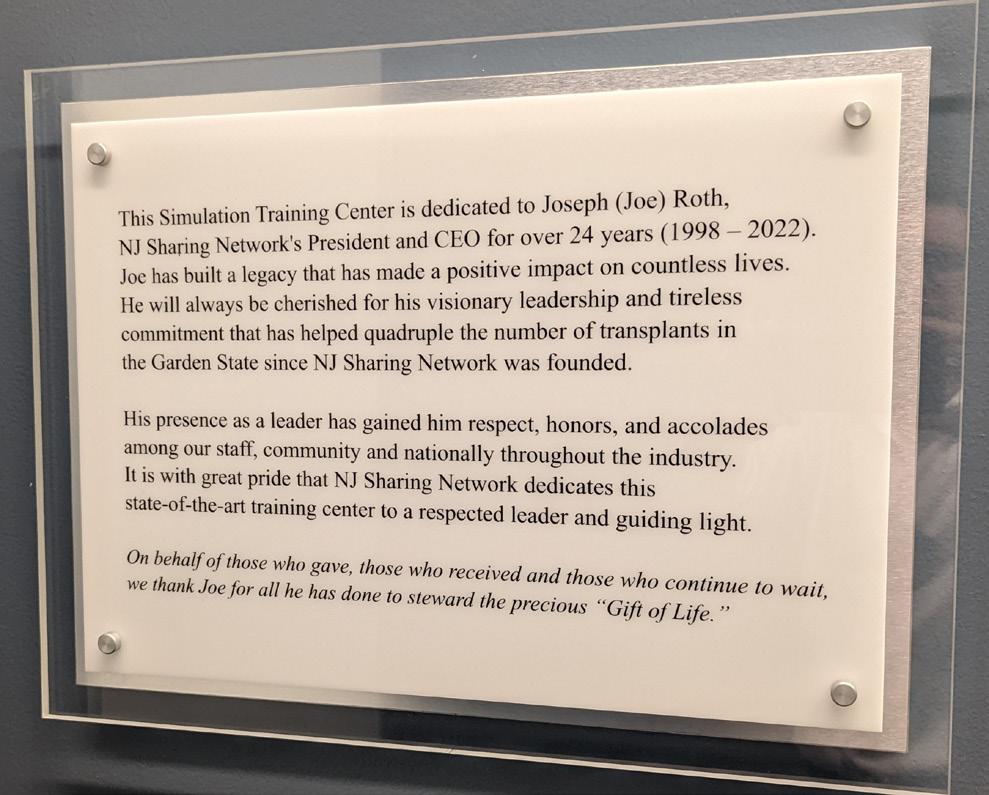 This Simulation Training Center is dedicated to Joseph (Joe) Roth,
NJ Sharing Network's President and CEO for over 24 years (1998 – 2022).
Joe has built a legacy that has made a positive impact on countless lives.
He will always be cherished for his visionary leadership and tireless
commitment that has helped quadruple the number of transplants in
the Garden State since NJ Sharing Network was founded.
His presence as a leader has gained him respect, honors, and accolades
among our staff, community and nationally throughout the industry.
It is with great pride that NJ Sharing Network dedicates this
state-of-the-art training center to a respected leader and guiding light.
On behalf of those who gave, those who received and those who continue to wait,
we thank Joe for all he has done to steward the precious “Gift of Life.”